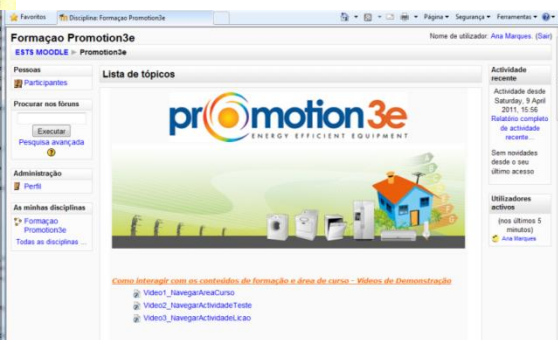 Favoritos
Disciplina: Formaçao Promotion3e
Página
Segurança
Ferramentas
Formaçao Promotion3e
Nome de utilizador: Ana Marques. (Sair)
ESTS MOODLE ► Promotion3e
Pessoas
Participantes
Procurar nos fóruns
Executar
Pesquisa avançada
Administração
Perfil
As minhas disciplinas
Formaçao
Promotion3e
Todas as disciplinas ...
Lista de tópicos
promotion 3e
ENERGY EFFICIENT EQUIPMENT
Como interagir com os conteúdos de formação e área de curso – Vídeos de Demonstração
Video1_NavegarAreaCurso
Video2_NavegarActividadeTeste
Video3_NavegarActividadeLicao
Actividade
recente
Actividade desde
Saturday, 9 April
2011, 15:56
Relatório completo
de actividade
recente...
Sem novidades
desde o seu
último acesso
Utilizadores
activos
(nos últimos 5
minutos)
Ana Marques